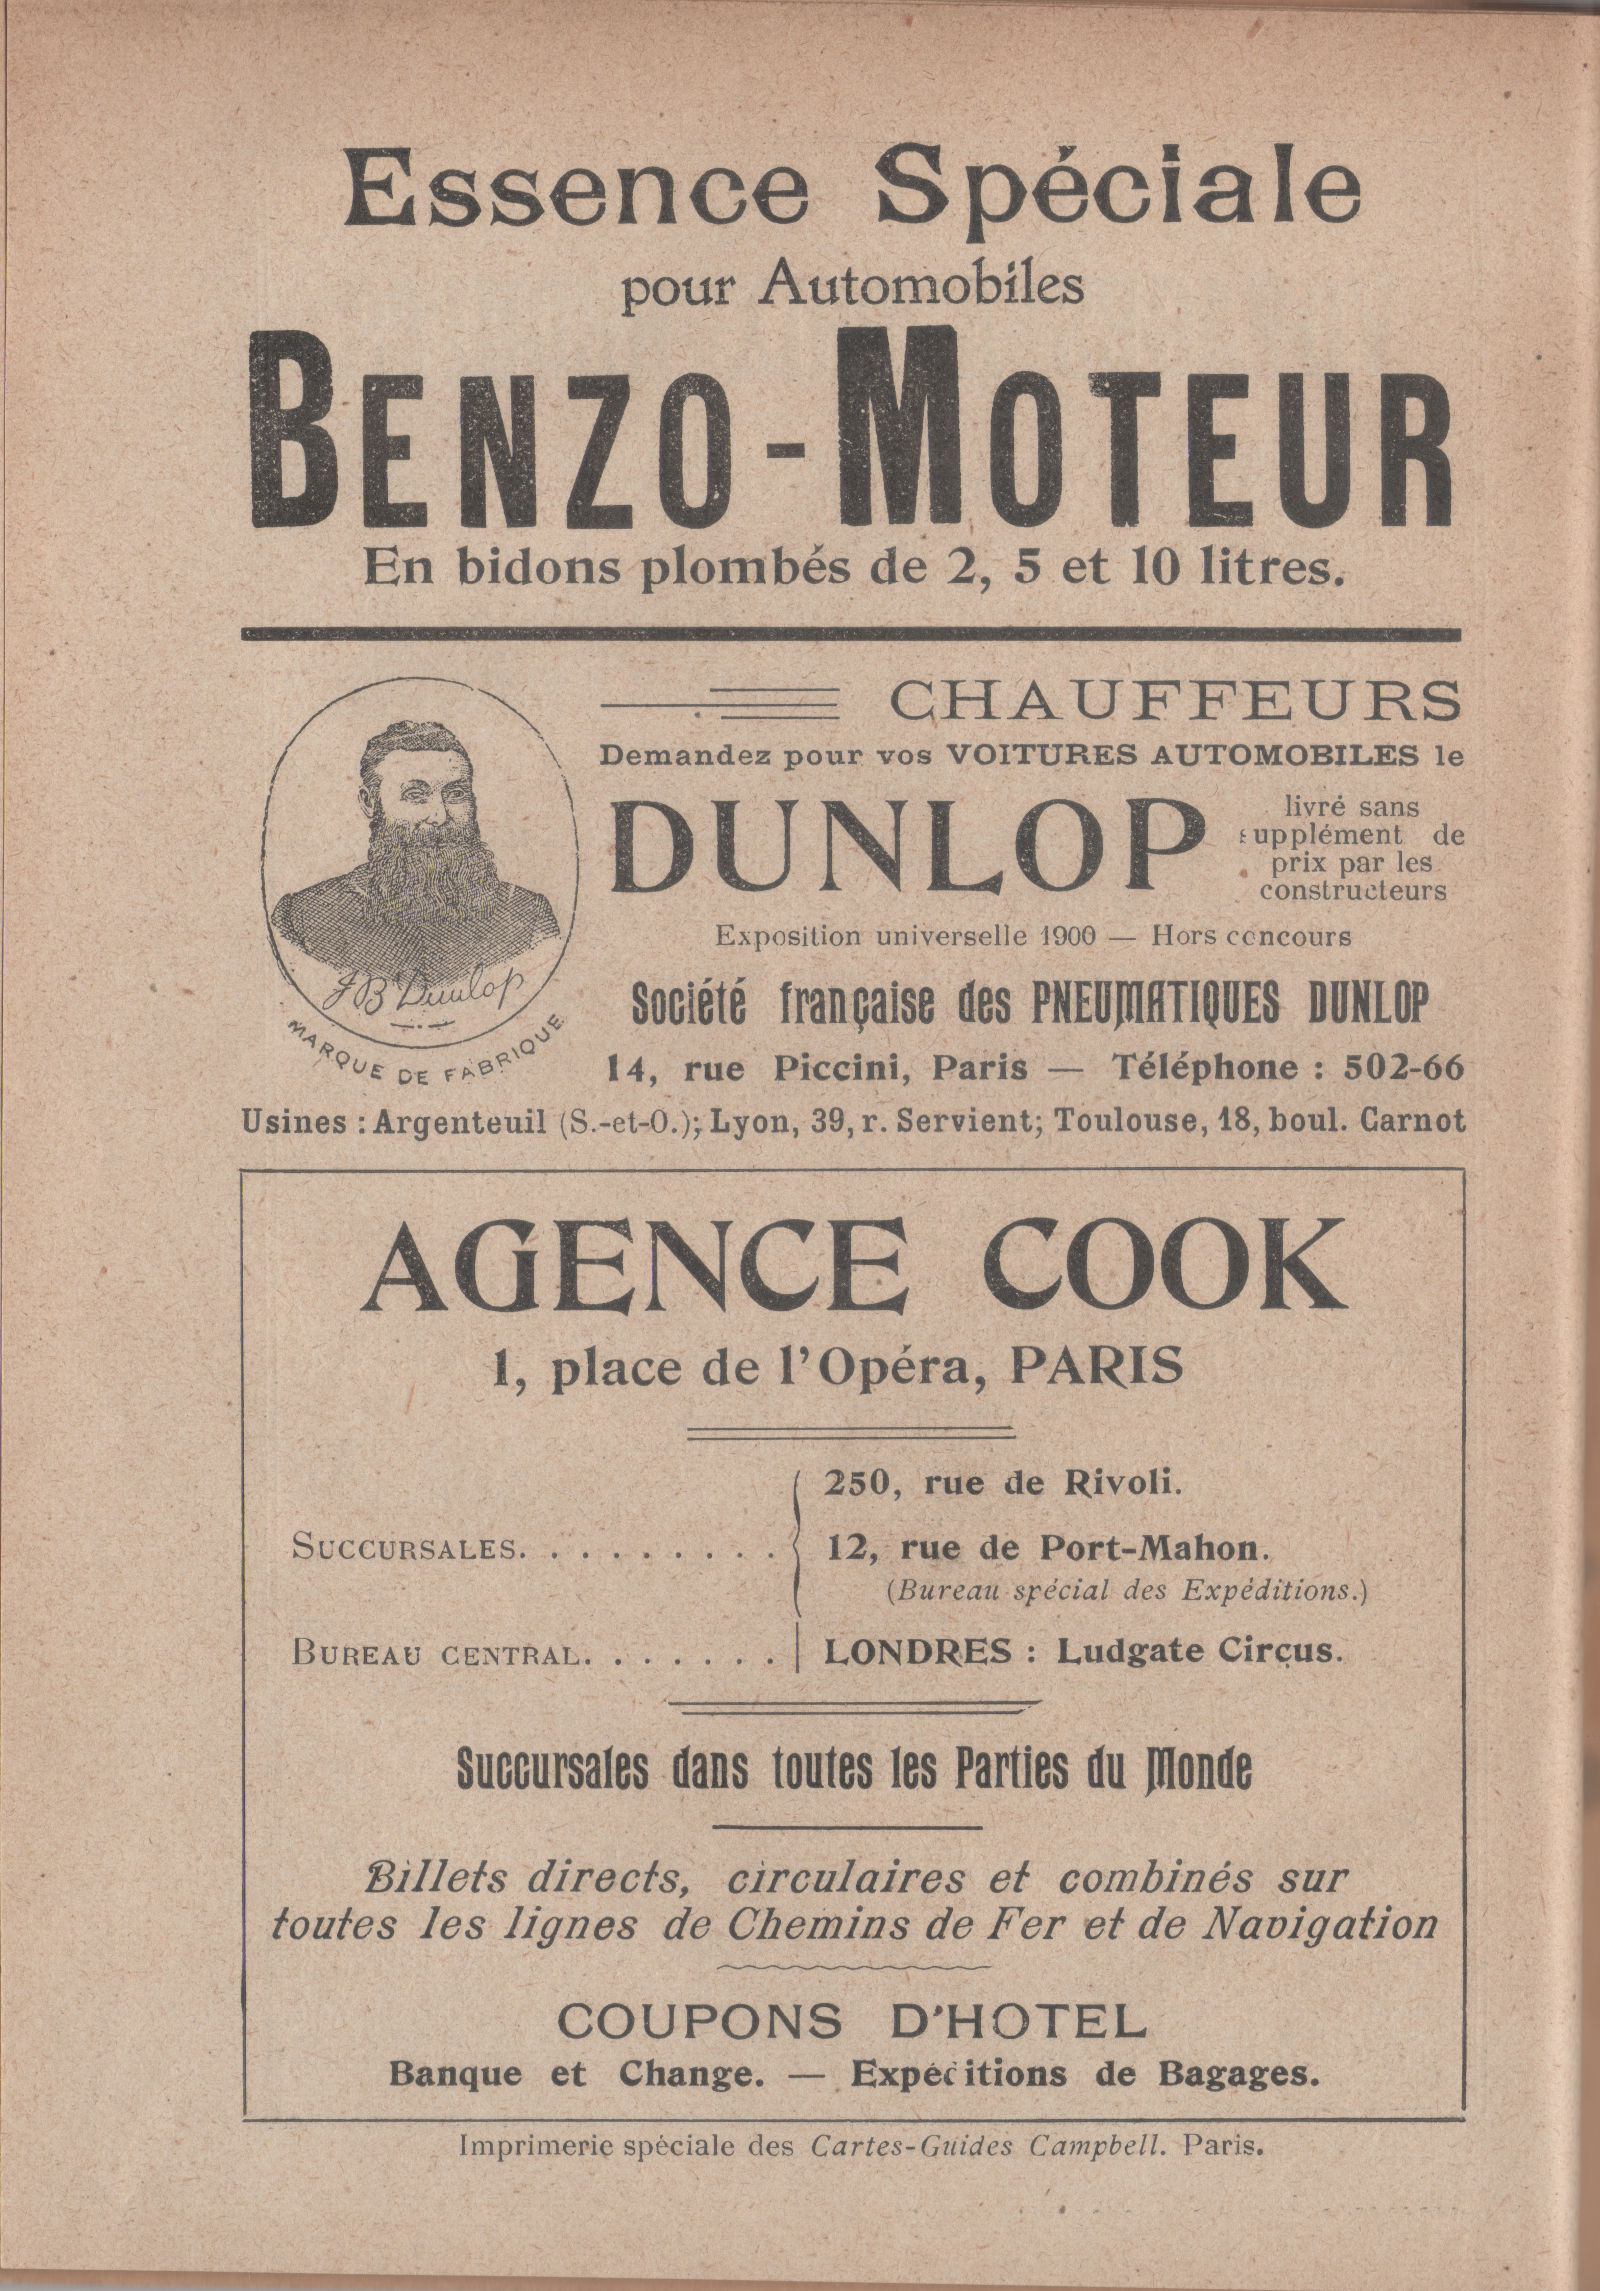 Essence Spéciale
pour Automobiles
BENZO-MOTEUR
En bidons plombés de 2, 5 et 10 litres.
CHAUFFEURS
Demandez pour vos VOITURES AUTOMOBILES le
DUNLOP
livré sans
supplément de
prix par les
constructeurs
Exposition universelle 1900 — Hors concours
Société française des PNEUMATIQUES DUNLOP
14, rue Piccini, Paris — Téléphone : 502-66
J B Dunlop
MARQUE DE FABRIQUE
Usines : Argenteuil (S.-et-O.); Lyon, 39, r. Servient; Toulouse, 18, boul. Carnot
AGENCE COOK
1, place de l'Opéra, PARIS
250, rue de Rivoli.
SUCCURSALES. . . . . . . . . . 12, rue de Port-Mahon.
(Bureau spécial des Expéditions.)
BUREAU CENTRAL. . . . . . . LONDRES : Ludgate Circus.
Succursales dans toutes les Parties du Monde
Billets directs, circulaires et combinés sur
toutes les lignes de Chemins de Fer et de Navigation
COUPONS D'HOTEL
Banque et Change. — Expéditions de Bagages.
Imprimerie spéciale des Cartes-Guides Campbell. Paris.